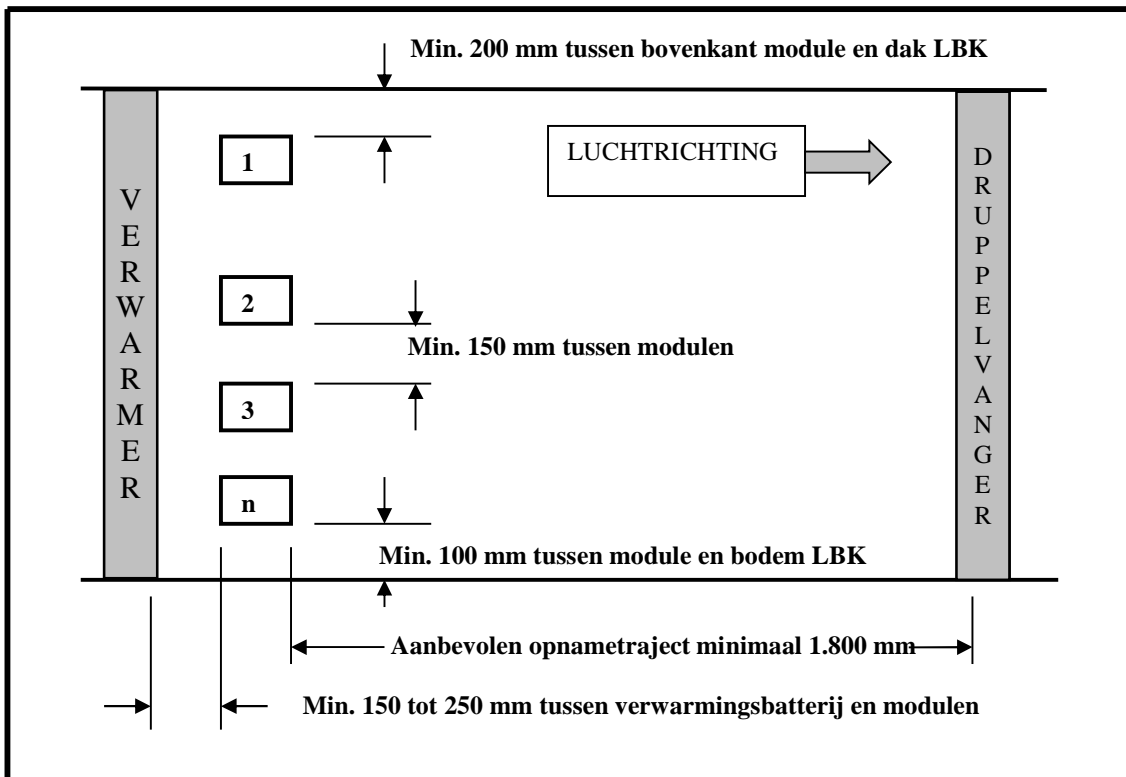 Min. 200 mm tussen bovenkant module en dak LBK
VERWARMER
1
LUCHTRICHTING
DRUPPELVANGER
2
Min. 150 mm tussen modulen
3
n
Min. 100 mm tussen module en bodem LBK
Aanbevolen opnametraject minimaal 1.800 mm
Min. 150 tot 250 mm tussen verwarmingsbatterij en modulen